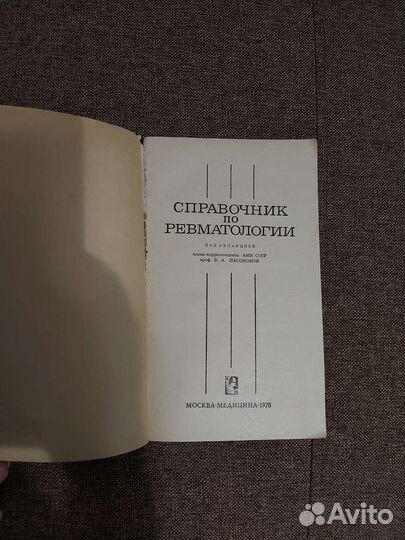 СПРАВОЧНИК
ПО
РЕВМАТОЛОГИИ
ПОД РЕДАКЦИЕЙ
члена-корреспондента АМН СССР
проф. В. А. НАСОНОВОЙ
МОСКВА·МЕДИЦИНА·1978
Avito